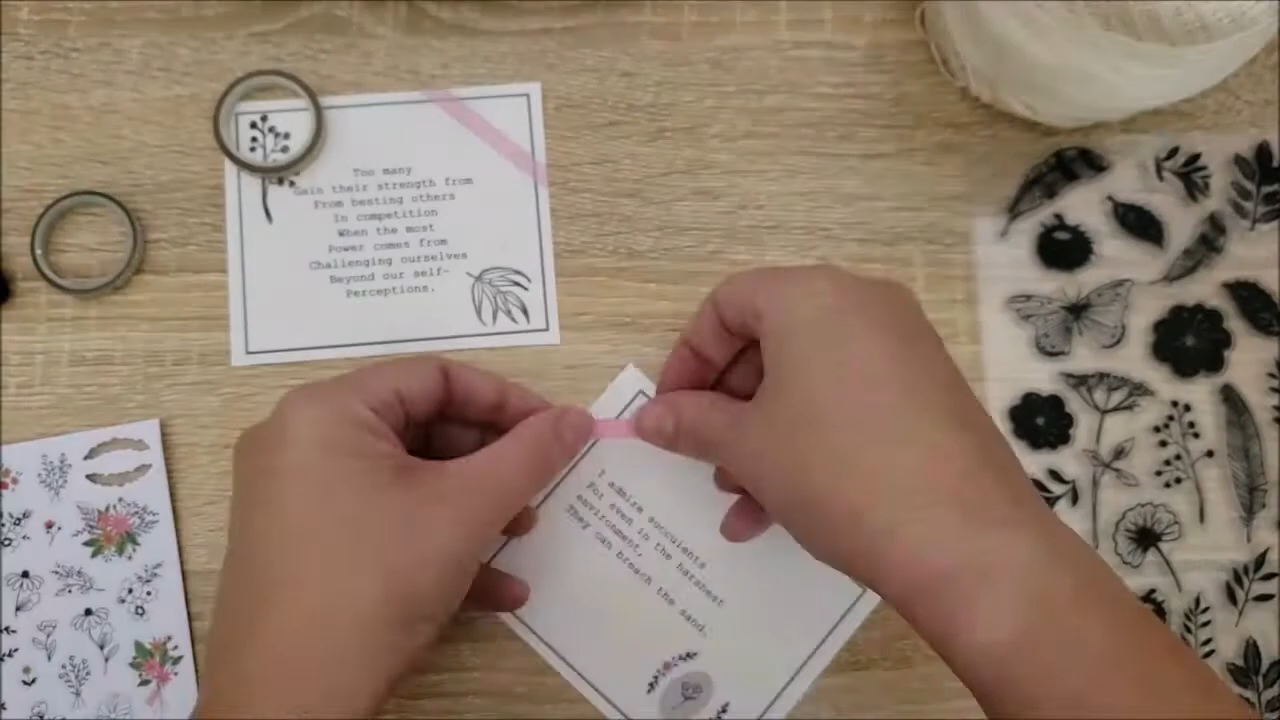 Too many
Gain their strength from
From besting others
In competition
When the most
Power comes from
Challenging ourselves
Beyond our self-
Perceptions.
I admire succulents
For even in the harshest
environment,
They can breach the sand.